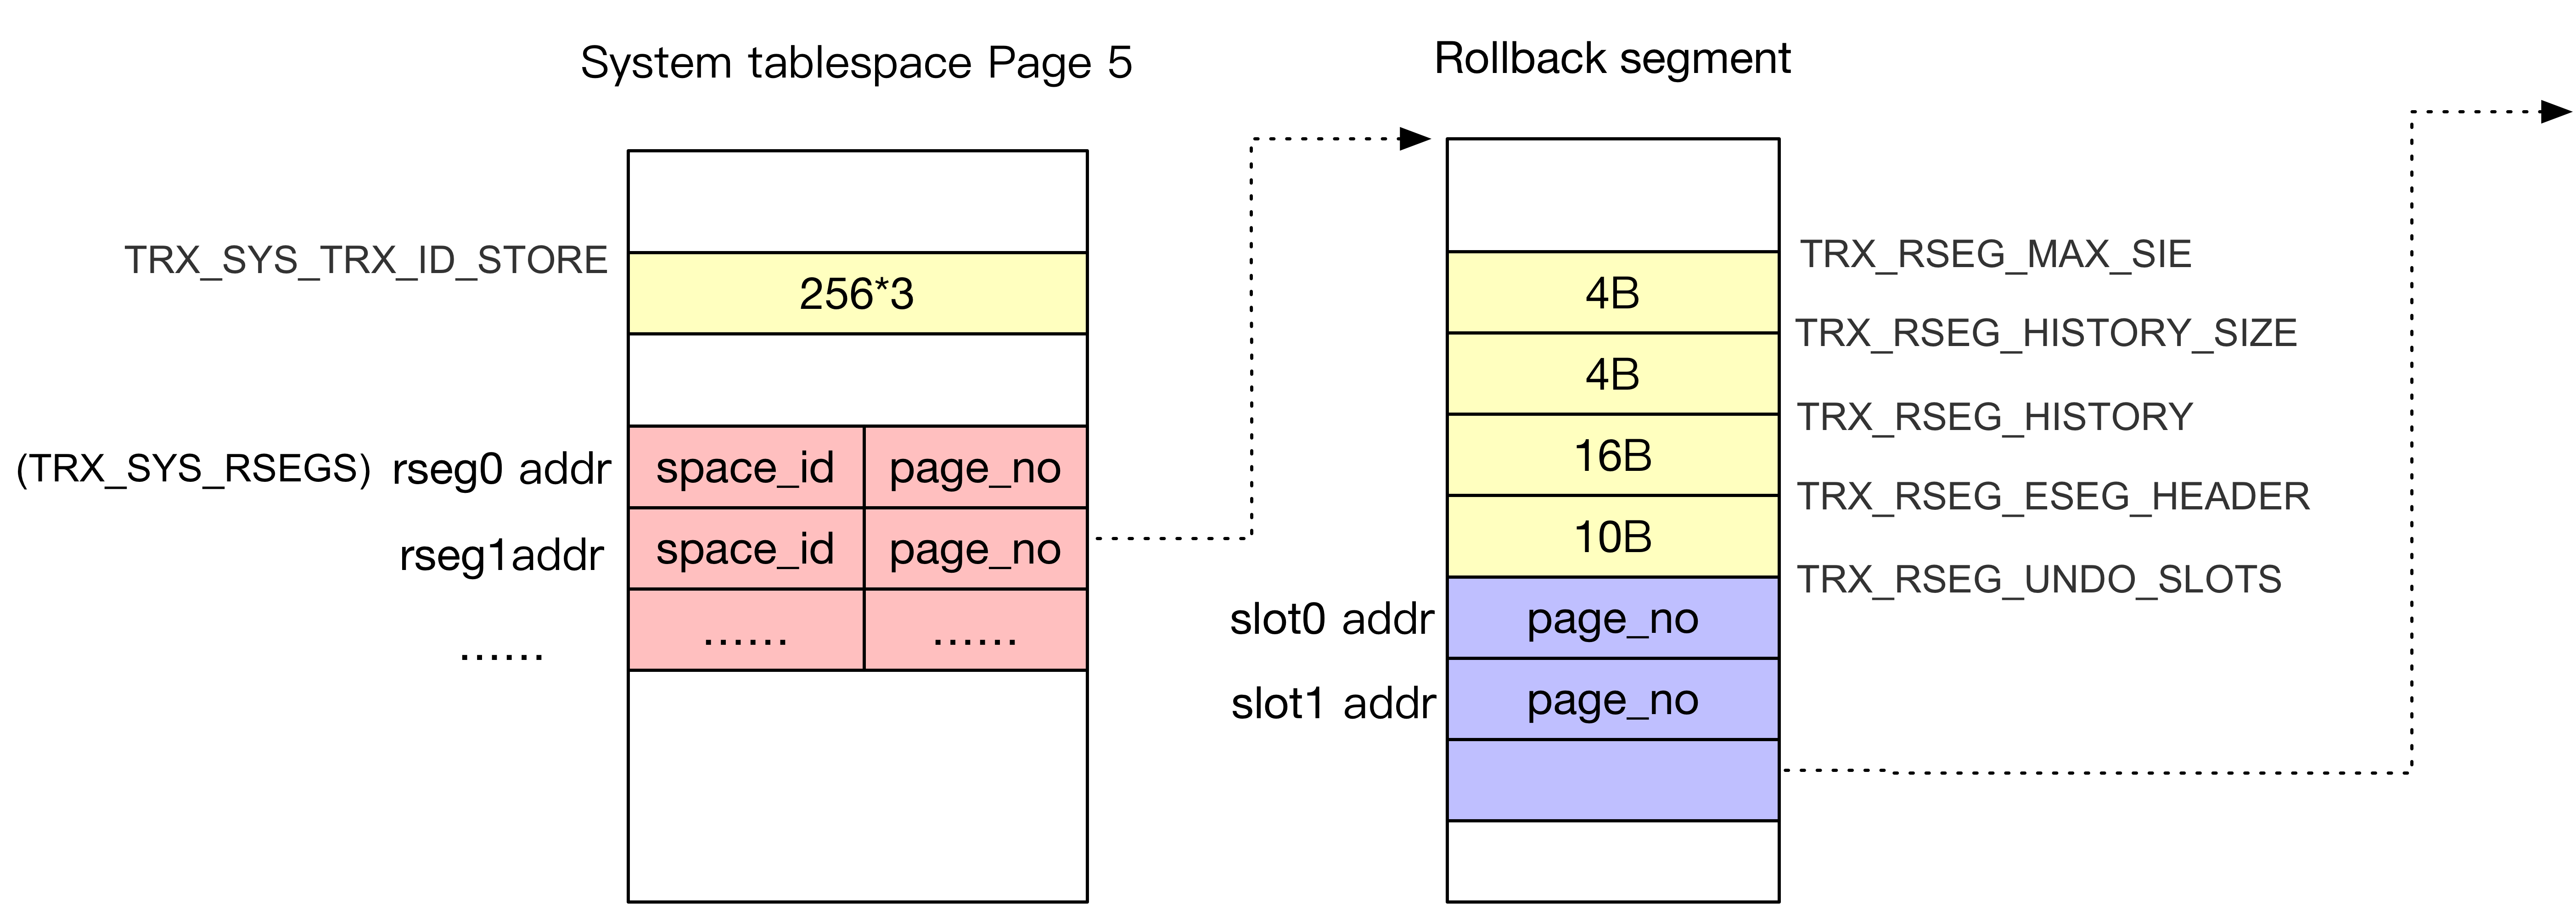 System tablespace Page 5
TRX_SYS_TRX_ID_STORE
256*3
(TRX_SYS_RSEGS) rseg0 addr
space_id page_no
rseg1addr
space_id page_no
......
...... ......
Rollback segment
TRX_RSEG_MAX_SIE
4B
TRX_RSEG_HISTORY_SIZE
4B
TRX_RSEG_HISTORY
16B
TRX_RSEG_ESEG_HEADER
10B
TRX_RSEG_UNDO_SLOTS
slot0 addr
page_no
slot1 addr
page_no